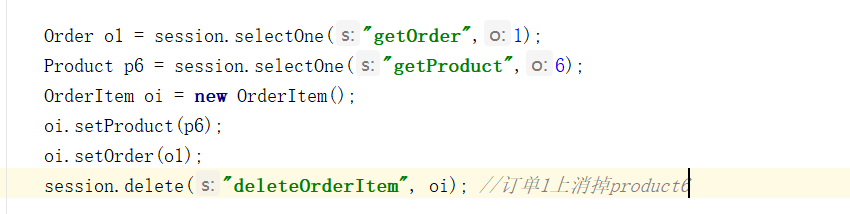 Order o1 = session.selectOne( s: "getOrder", o: 1);
Product p6 = session.selectOne( s: "getProduct", o: 6);
OrderItem oi = new OrderItem();
oi.setProduct(p6);
oi.setOrder(o1);
session.delete( s: "deleteOrderItem", oi); //订单1上消掉product6